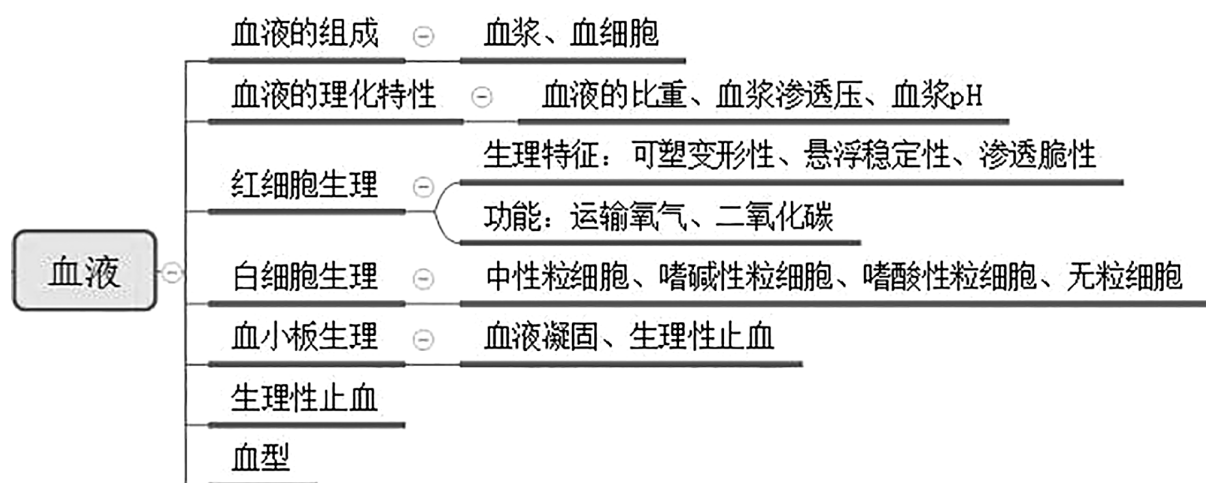 血液的组成
血浆、血细胞
血液的理化特性
血液的比重、血浆渗透压、血浆pH
生理特征：可塑变形性、悬浮稳定性、渗透脆性
红细胞生理
功能：运输氧气、二氧化碳
血液
白细胞生理
中性粒细胞、嗜碱性粒细胞、嗜酸性粒细胞、无粒细胞
血小板生理
血液凝固、生理性止血
生理性止血
血型